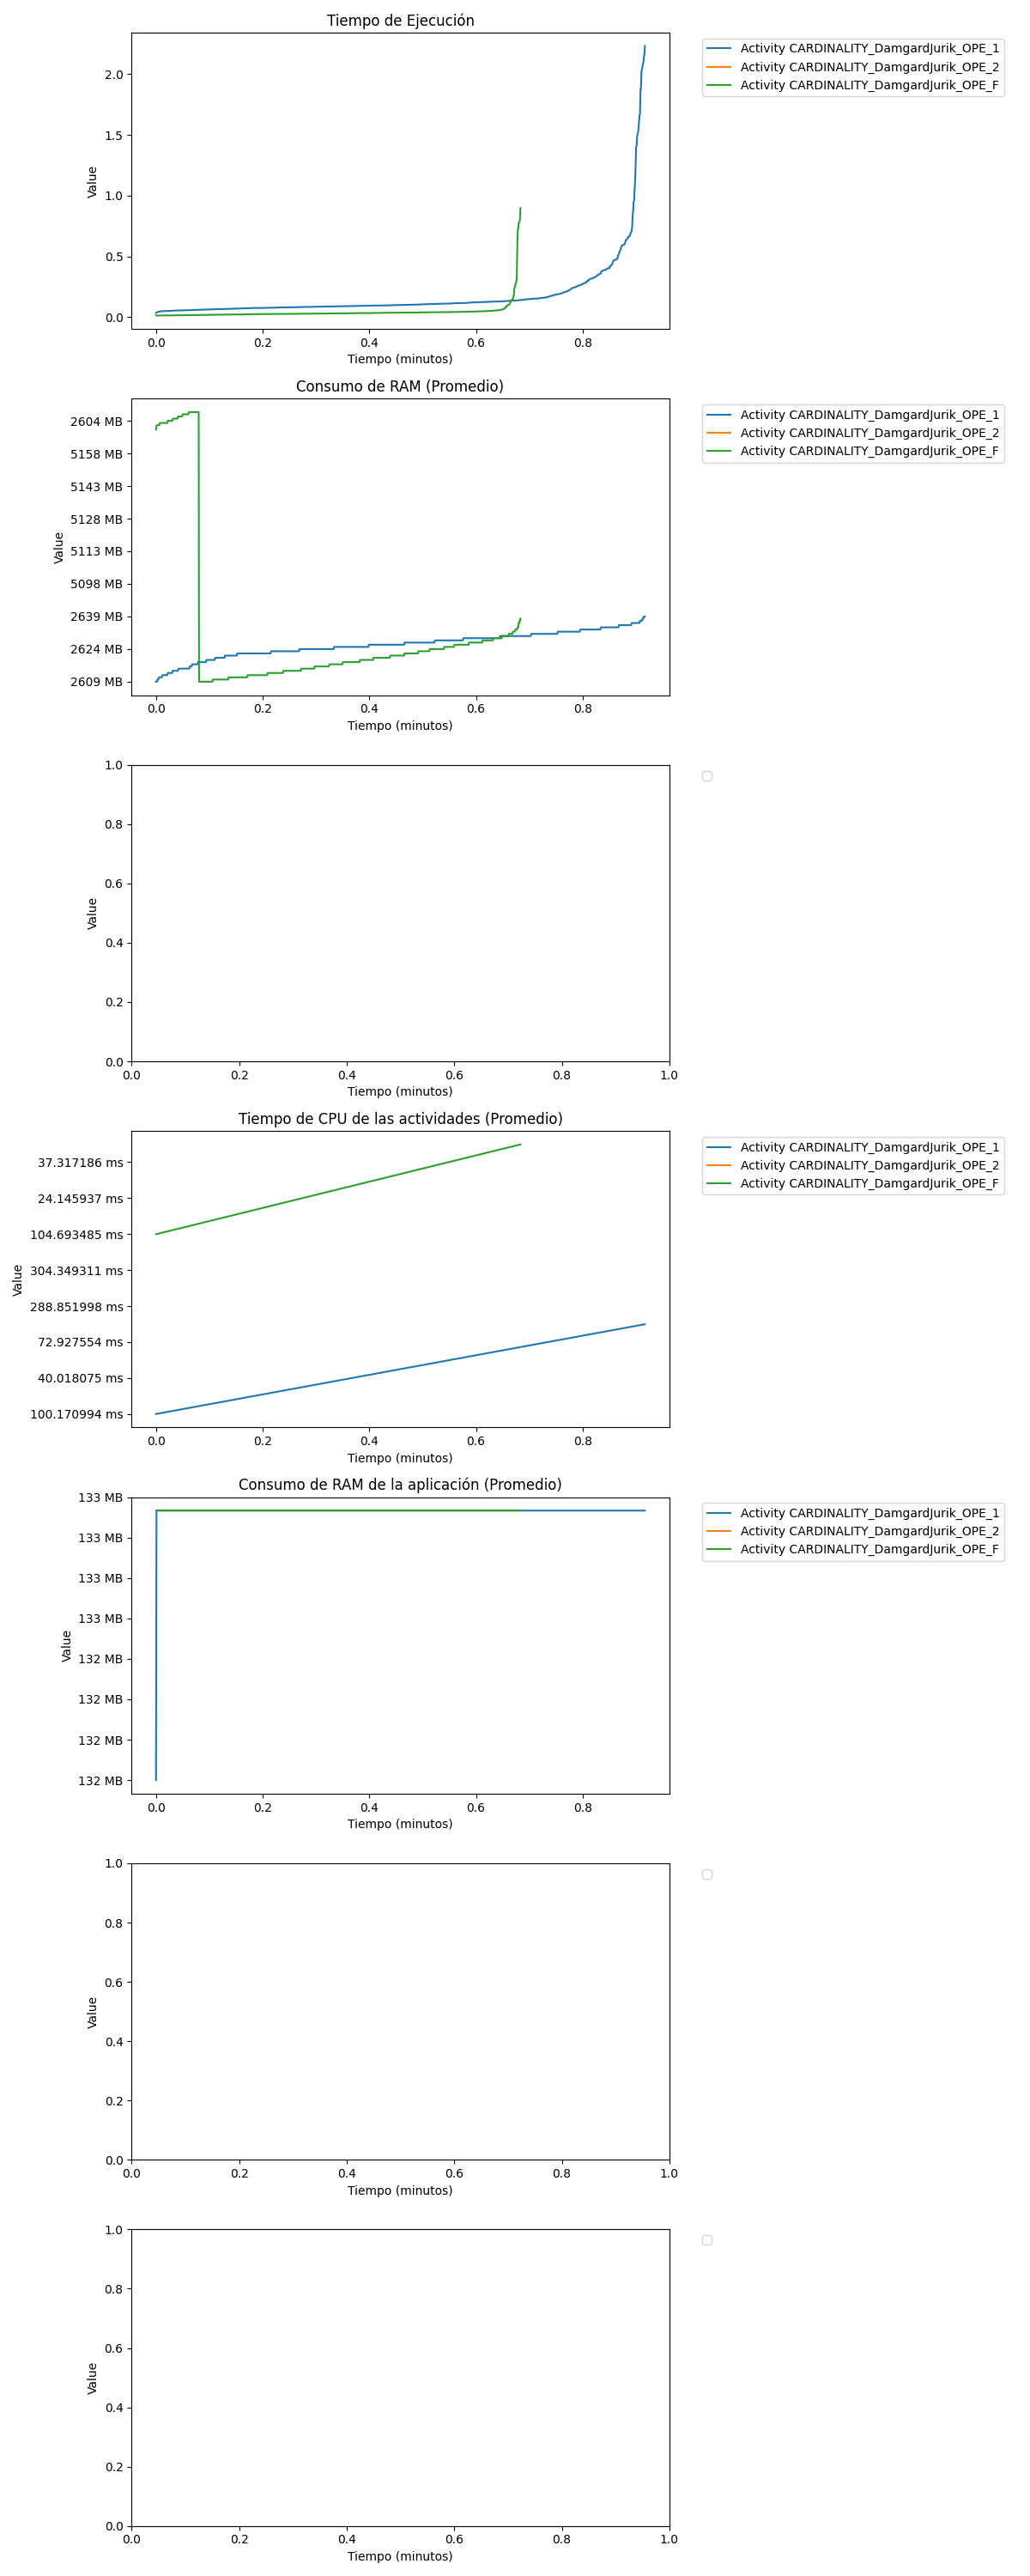 Tiempo de Ejecución
Activity CARDINALITY_DamgardJurik_OPE_1
Activity CARDINALITY_DamgardJurik_OPE_2
Activity CARDINALITY_DamgardJurik_OPE_F
2.0
1.5
1.0
0.5
0.0
Value
0.0 0.2 0.4 0.6 0.8
Tiempo (minutos)
Consumo de RAM (Promedio)
Activity CARDINALITY_DamgardJurik_OPE_1
Activity CARDINALITY_DamgardJurik_OPE_2
Activity CARDINALITY_DamgardJurik_OPE_F
2604 MB
5158 MB
5143 MB
5128 MB
5113 MB
5098 MB
2639 MB
2624 MB
2609 MB
Value
0.0 0.2 0.4 0.6 0.8
Tiempo (minutos)
1.0
0.8
0.6
0.4
0.2
0.0
Value
0.0 0.2 0.4 0.6 0.8 1.0
Tiempo (minutos)
Tiempo de CPU de las actividades (Promedio)
Activity CARDINALITY_DamgardJurik_OPE_1
Activity CARDINALITY_DamgardJurik_OPE_2
Activity CARDINALITY_DamgardJurik_OPE_F
37.317186 ms
24.145937 ms
104.693485 ms
304.349311 ms
288.851998 ms
72.927554 ms
40.018075 ms
100.170994 ms
Value
0.0 0.2 0.4 0.6 0.8
Tiempo (minutos)
Consumo de RAM de la aplicación (Promedio)
Activity CARDINALITY_DamgardJurik_OPE_1
Activity CARDINALITY_DamgardJurik_OPE_2
Activity CARDINALITY_DamgardJurik_OPE_F
133 MB
133 MB
133 MB
133 MB
132 MB
132 MB
132 MB
132 MB
Value
0.0 0.2 0.4 0.6 0.8
Tiempo (minutos)
1.0
0.8
0.6
0.4
0.2
0.0
Value
0.0 0.2 0.4 0.6 0.8 1.0
Tiempo (minutos)
1.0
0.8
0.6
0.4
0.2
0.0
Value
0.0 0.2 0.4 0.6 0.8 1.0
Tiempo (minutos)